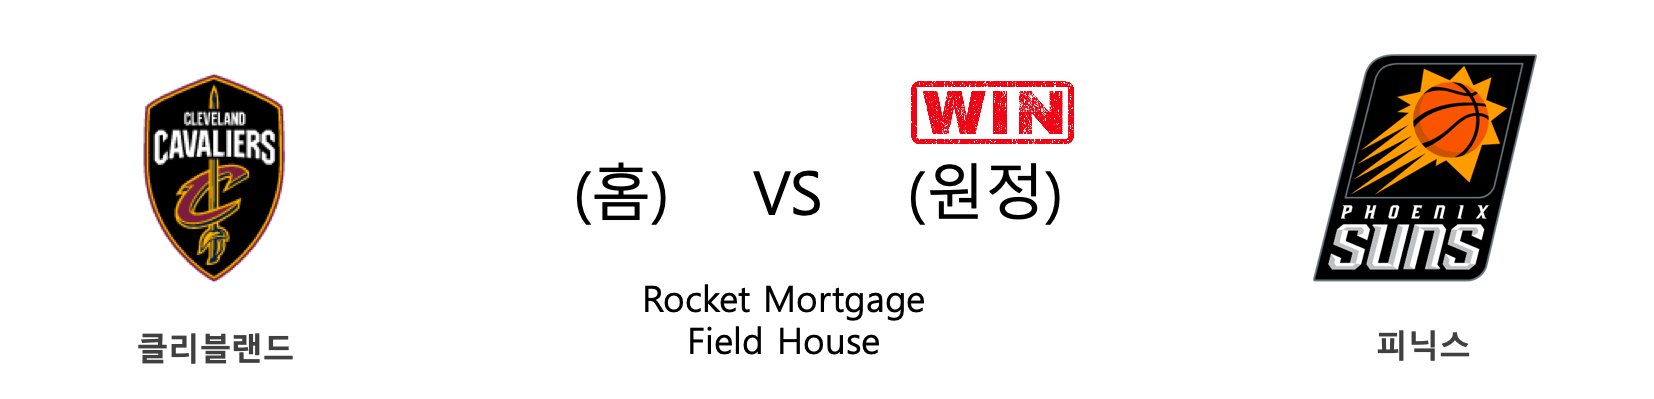 CLEVELAND
CAVALIERS
C
클리블랜드
WIN
(홈) VS (원정)
Rocket Mortgage
Field House
PHOENIX
SUNS
피닉스